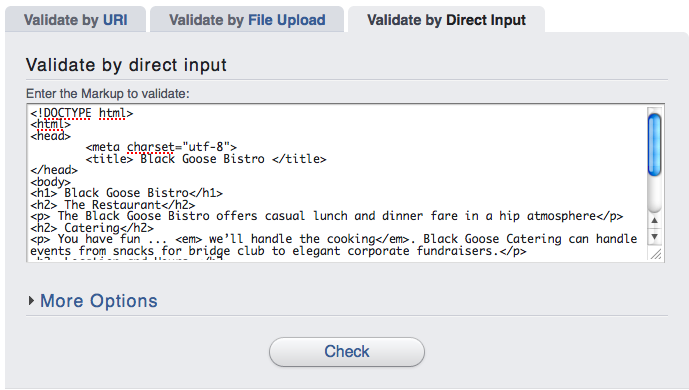 Validate by URI Validate by File Upload Validate by Direct Input
Validate by direct input
Enter the Markup to validate:
<!DOCTYPE html>
<html>
<head>
<meta charset="utf-8">
<title> Black Goose Bistro </title>
</head>
<body>
<h1> Black Goose Bistro</h1>
<h2> The Restaurant</h2>
<p> The Black Goose Bistro offers casual lunch and dinner fare in a hip atmosphere</p>
<h2> Catering</h2>
<p> You have fun ... <em> we’ll handle the cooking</em>. Black Goose Catering can handle
events from snacks for bridge club to elegant corporate fundraisers.</p>
More Options
Check